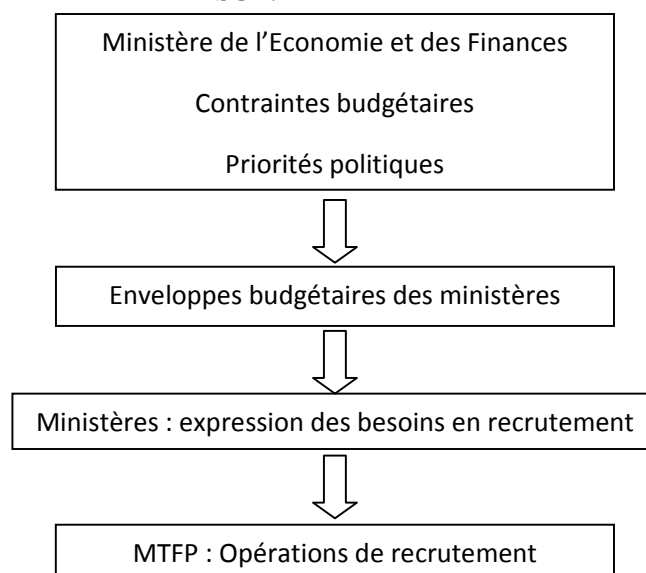 Ministère de l’Economie et des Finances
Contraintes budgétaires
Priorités politiques
Enveloppes budgétaires des ministères
Ministères : expression des besoins en recrutement
MTFP : Opérations de recrutement